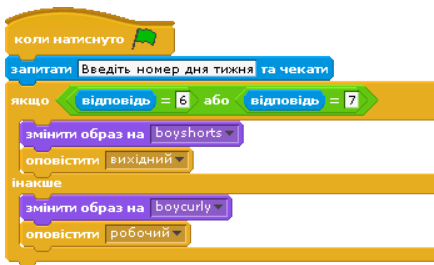 коли натиснуто
запитати Введіть номер дня тижня та чекати
якщо відповідь = 6 або відповідь = 7
змінити образ на boyshorts
оповістити вихідний
інакше
змінити образ на boycurly
оповістити робочий